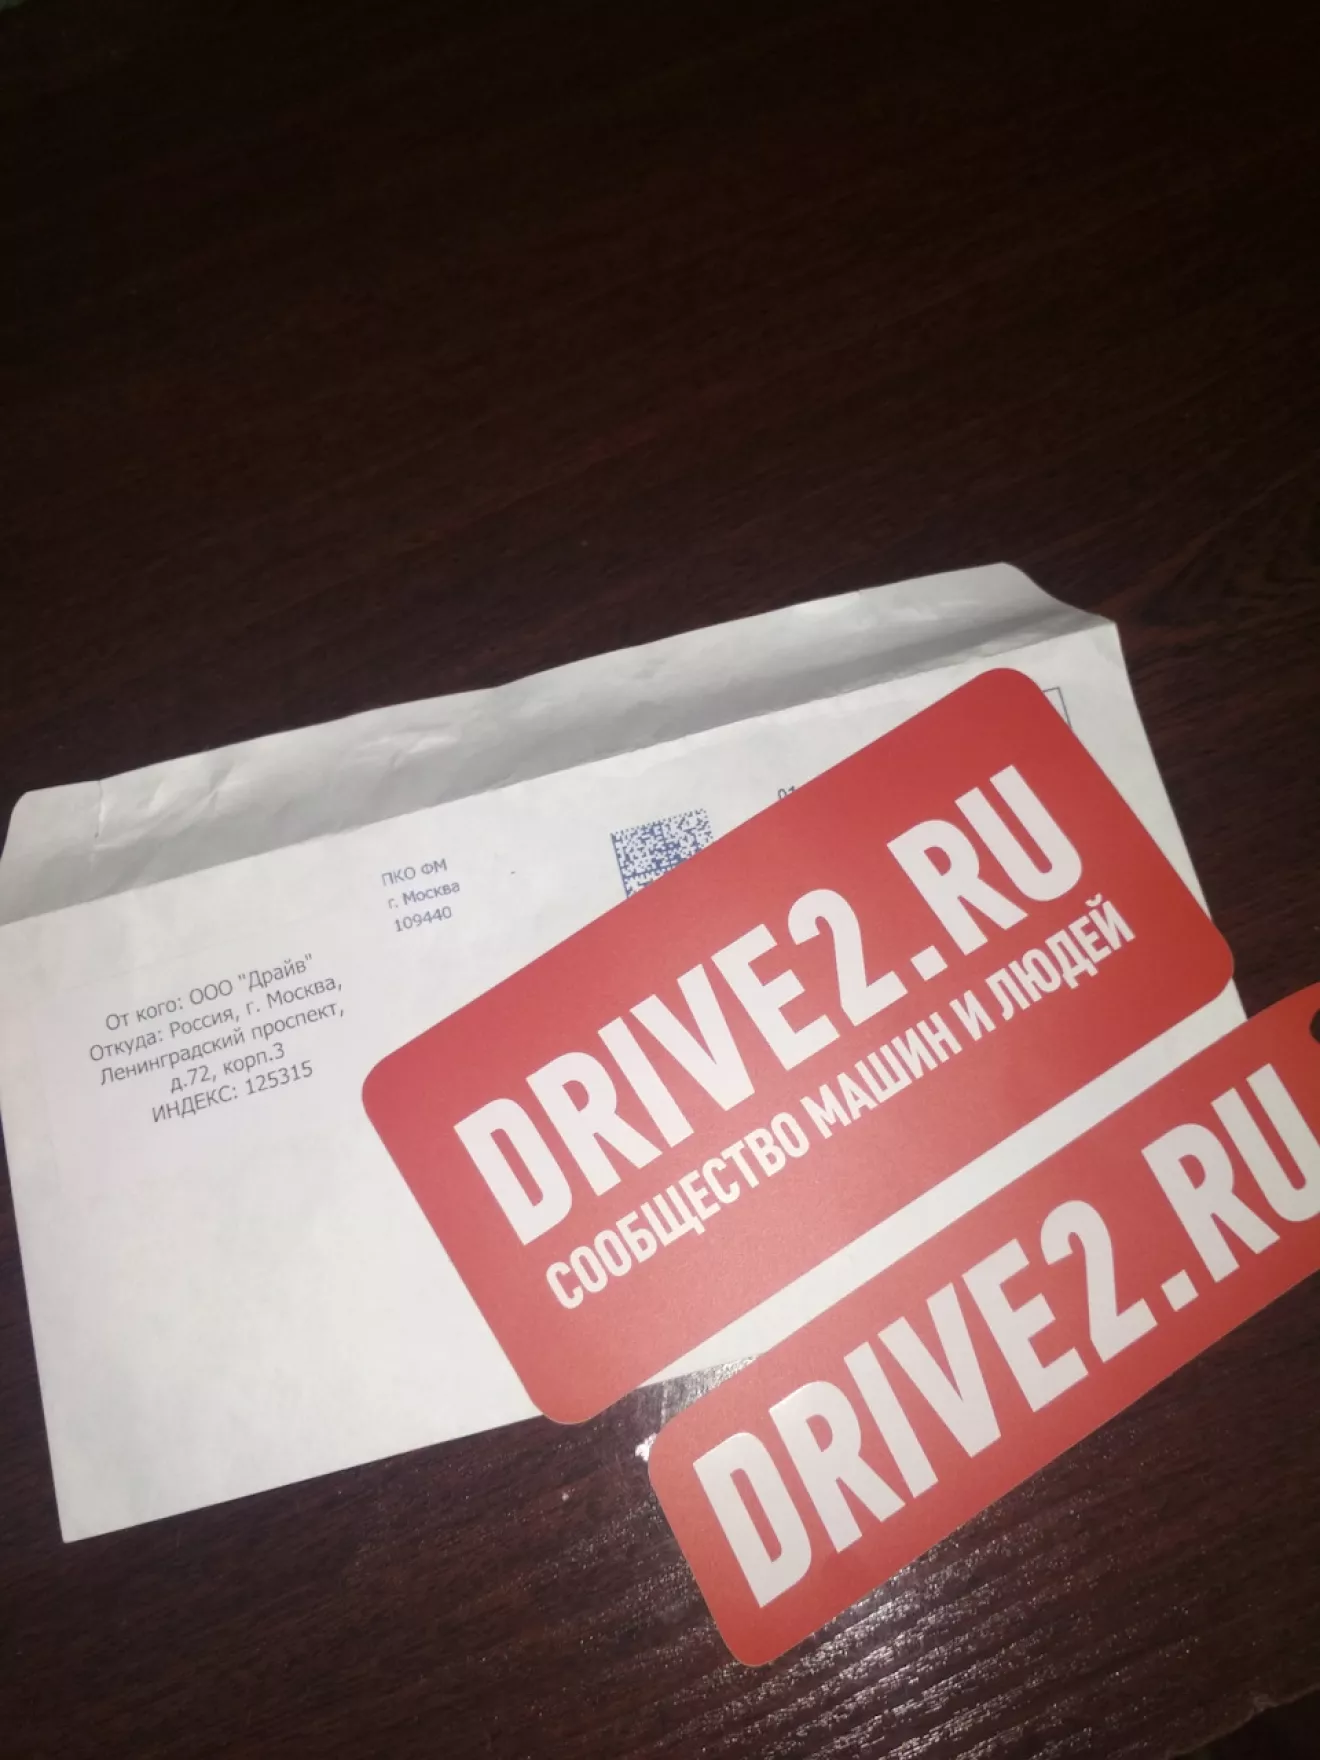 ПКО ФМ
г. Москва
109440
От кого: ООО "Драйв"
Откуда: Россия, г. Москва,
Ленинградский проспект,
д.72, корп.3
ИНДЕКС: 125315
DRIVE2.RU
СООБЩЕСТВО МАШИН И ЛЮДЕЙ
DRIVE2.RU